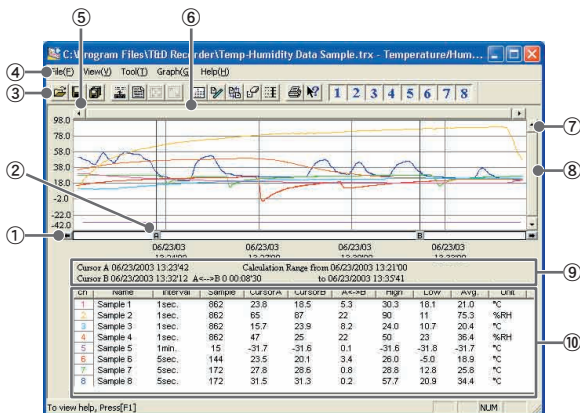 ⑤ ⑥
C:\Program Files\T&D Recorder\Temp-Humidity Data Sample.trx - Temperature/Hum...
④ File(F) View(V) Tool(T) Graph(G Help(H)
③ 1 2 3 4 5 6 7 8
98.0 ⑦
78.0
58.0
38.0 ⑧
18.0
② -2.0
-22.0
-42.0
① A B
06/23/03 06/23/03 06/23/03 06/23/03
13:24'00 13:27'00 13:30'00 13:33'00
Cursor A 06/23/2003 13:23'42 Calculation Range from 06/23/2003 13:21'00 ⑨
Cursor B 06/23/2003 13:32'12 A<-->B 0 00:08'30 to 06/23/2003 13:35'41
ch Name Interval Sample CursorA CursorB A<->B High Low Avg. Unit
1 Sample 1 1sec. 862 23.8 18.5 5.3 30.3 18.1 21.0 °C
2 Sample 2 1sec. 862 65 87 22 90 11 75.3 %RH
3 Sample 3 1sec. 862 15.7 23.9 8.2 24.0 10.7 20.4 °C
4 Sample 4 1sec. 862 47 25 22 50 23 36.4 %RH ⑩
5 Sample 5 1min. 15 -31.7 -31.6 0.1 -31.6 -31.8 -31.7 °C
6 Sample 6 5sec. 144 23.5 20.1 3.4 26.0 -5.0 18.9 °C
7 Sample 7 5sec. 172 27.8 28.6 0.8 28.8 12.8 25.8 °C
8 Sample 8 5sec. 172 31.5 31.3 0.2 57.7 20.9 34.4 °C
To view help, Press[F1] NUM